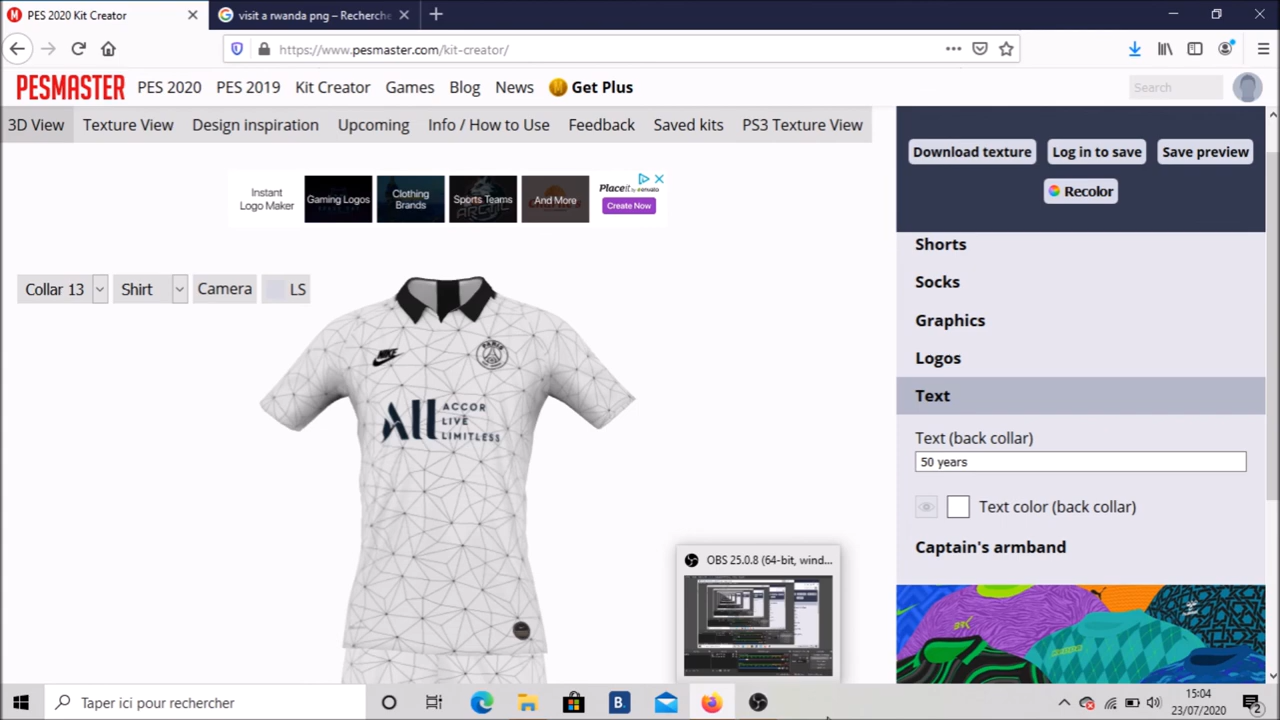 PES 2020 Kit Creator
visit a rwanda png – Recherche
https://www.pesmaster.com/kit-creator/
PESMASTER PES 2020 PES 2019 Kit Creator Games Blog News Get Plus Search
3D View Texture View Design inspiration Upcoming Info / How to Use Feedback Saved kits PS3 Texture View
Download texture Log in to save Save preview
Recolor
Instant Logo Maker
Gaming Logos
Clothing Brands
Sports Teams
And More
Placeit by envato
Create Now
Collar 13 Shirt Camera LS
PARIS
All ACCOR
LIVE
LIMITLESS
Shorts
Socks
Graphics
Logos
Text
Text (back collar)
50 years
Text color (back collar)
Captain's armband
OBS 25.0.8 (64-bit, wind...
Taper ici pour rechercher
B.
15:04
23/07/2020
2